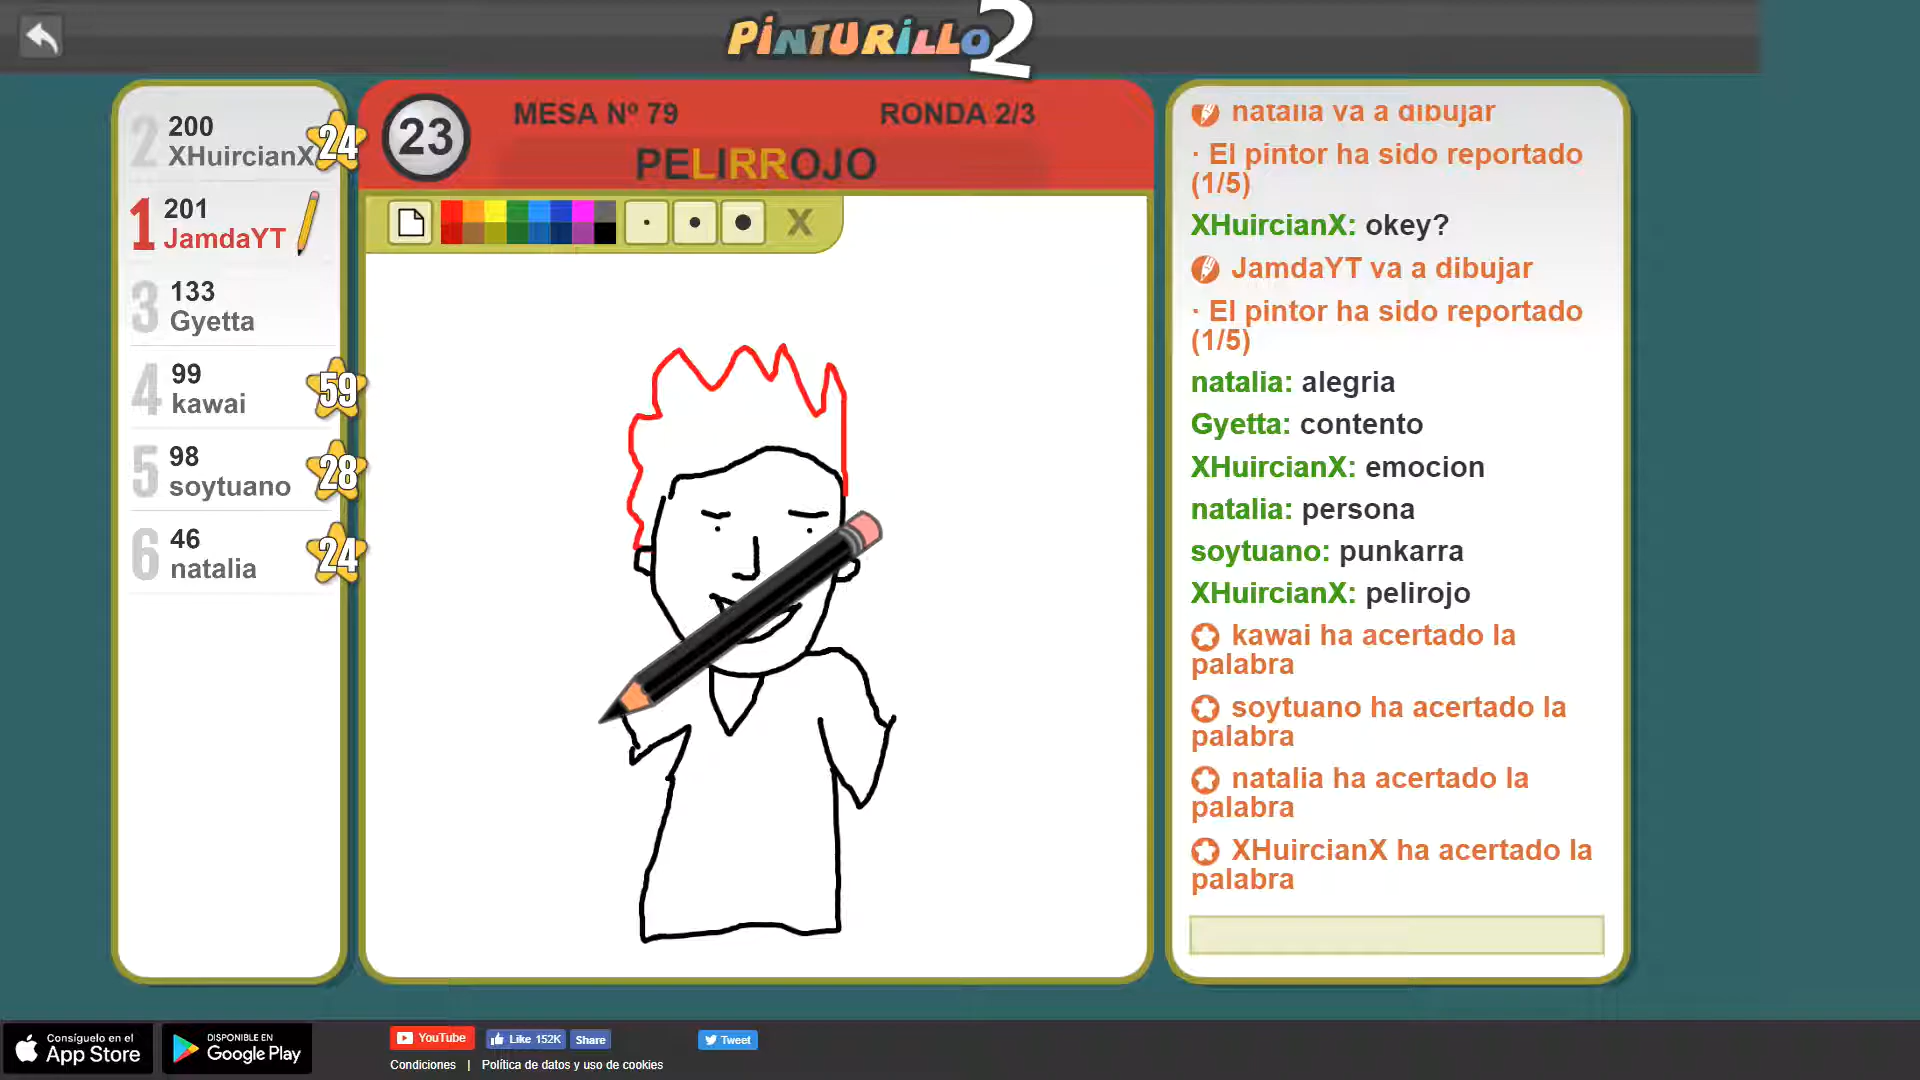 PiNTURiLLO2
2 200 XHuircianX 24
1 201 JamdaYT
3 133 Gyetta
4 99 kawai 59
5 98 soytuano 28
6 46 natalia 24
23
MESA Nº 79
RONDA 2/3
PELIRROJO
X
natalia va a dibujar
· El pintor ha sido reportado
(1/5)
XHuircianX: okey?
JamdaYT va a dibujar
· El pintor ha sido reportado
(1/5)
natalia: alegria
Gyetta: contento
XHuircianX: emocion
natalia: persona
soytuano: punkarra
XHuircianX: pelirojo
kawai ha acertado la
palabra
soytuano ha acertado la
palabra
natalia ha acertado la
palabra
XHuircianX ha acertado la
palabra
Consíguelo en el
App Store
DISPONIBLE EN
Google Play
YouTube
Like 152K
Share
Tweet
Condiciones | Política de datos y uso de cookies